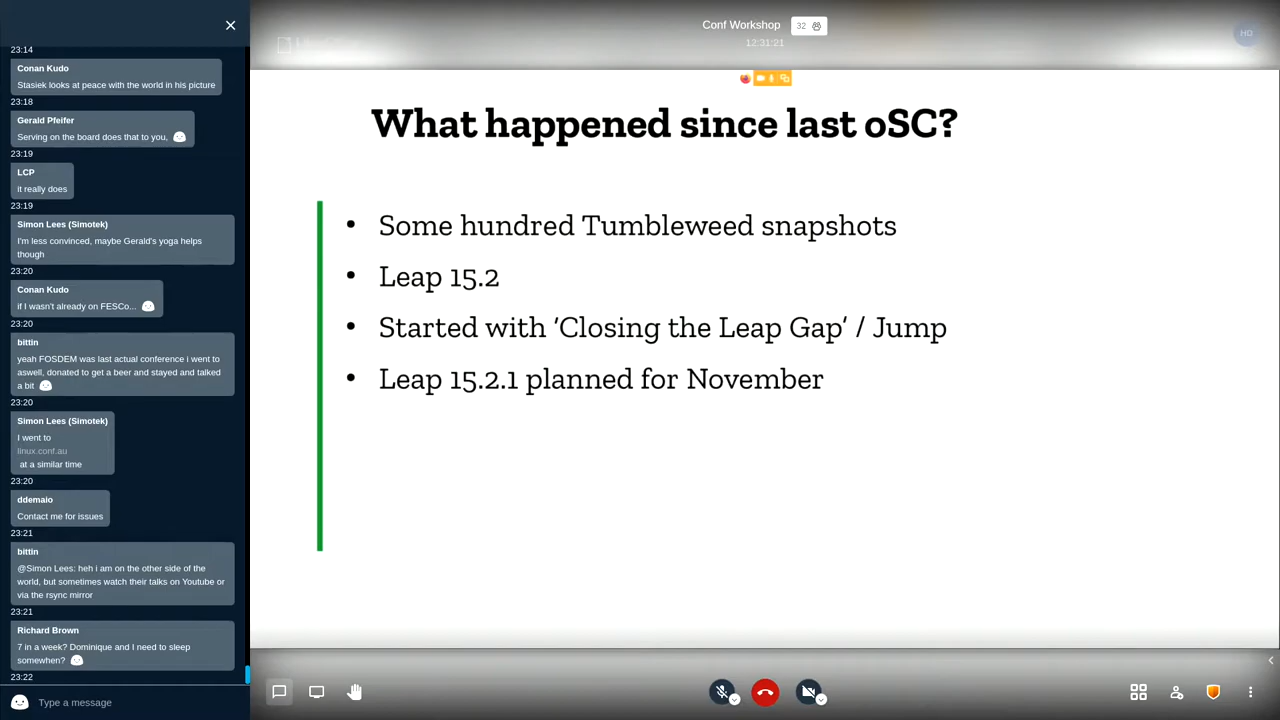 23:14
Conan Kudo
Stasiek looks at peace with the world in his picture
23:18
Gerald Pfeifer
Serving on the board does that to you,
23:19
LCP
it really does
23:19
Simon Lees (Simotek)
I'm less convinced, maybe Gerald's yoga helps
though
23:20
Conan Kudo
if I wasn't already on FESCo...
23:20
bittin
yeah FOSDEM was last actual conference i went to
aswell, donated to get a beer and stayed and talked
a bit
23:20
Simon Lees (Simotek)
I went to
linux.conf.au
at a similar time
23:20
ddemaio
Contact me for issues
23:21
bittin
@Simon Lees: heh i am on the other side of the
world, but sometimes watch their talks on Youtube or
via the rsync mirror
23:21
Richard Brown
7 in a week? Dominique and I need to sleep
somewhen?
23:22
Type a message
Conf Workshop
32
12:31:21
HD
What happened since last oSC?
• Some hundred Tumbleweed snapshots
• Leap 15.2
• Started with ‘Closing the Leap Gap’ / Jump
• Leap 15.2.1 planned for November